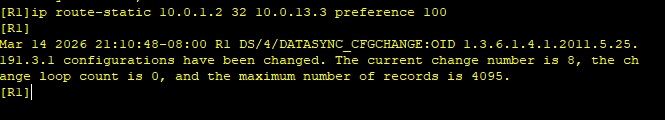 [R1]ip route-static 10.0.1.2 32 10.0.13.3 preference 100
[R1]
Mar 14 2026 21:10:48-08:00 R1 DS/4/DATASYNC_CFGCHANGE:OID 1.3.6.1.4.1.2011.5.25.
191.3.1 configurations have been changed. The current change number is 8, the ch
ange loop count is 0, and the maximum number of records is 4095.
[R1]